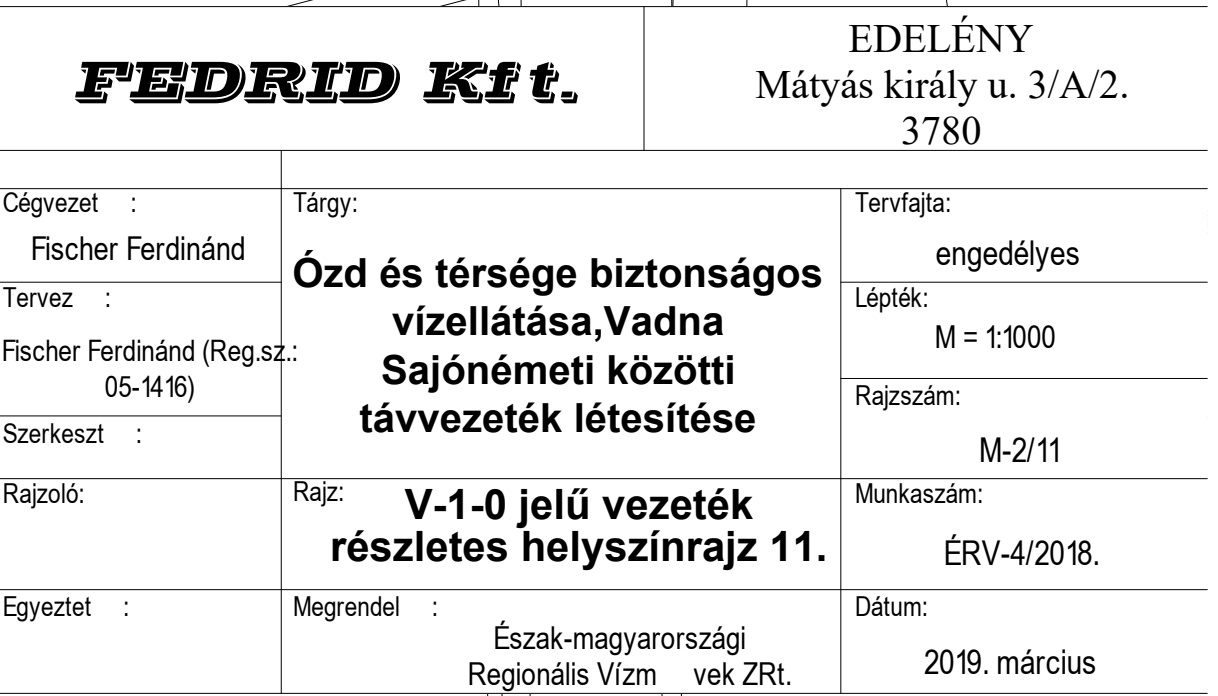 FEDRID Kft.
EDELÉNY
Mátyás király u. 3/A/2.
3780
Cégvezet :
Fischer Ferdinánd
Tervez :
Fischer Ferdinánd (Reg.sz.:
05-1416)
Szerkeszt :
Rajzoló:
Egyeztet :
Tárgy:
Ózd és térsége biztonságos
vízellátása,Vadna
Sajónémeti közötti
távvezeték létesítése
Rajz:
V-1-0 jelű vezeték
részletes helyszínrajz 11.
Megrendel :
Észak-magyarországi
Regionális Vízm vek ZRt.
Tervfajta:
engedélyes
Lépték:
M = 1:1000
Rajzszám:
M-2/11
Munkaszám:
ÉRV-4/2018.
Dátum:
2019. március